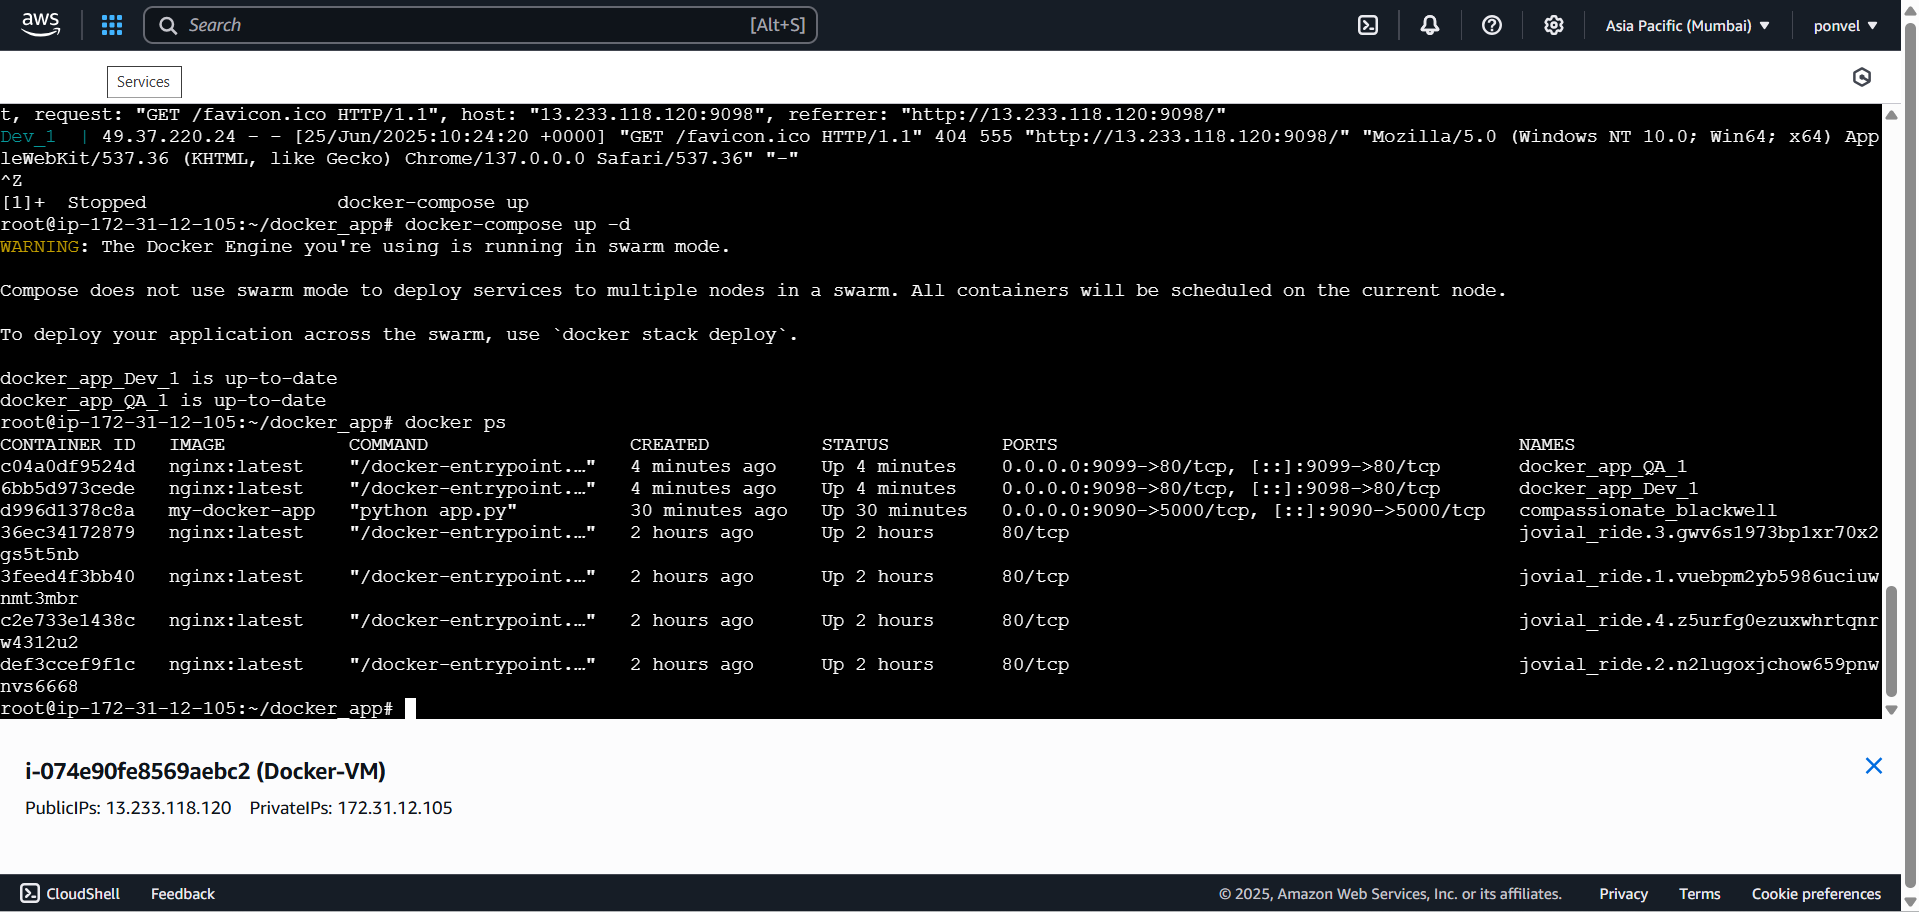 aws
Search
[Alt+S]
Asia Pacific (Mumbai) ▼
ponvel ▼
Services
t, request: "GET /favicon.ico HTTP/1.1", host: "13.233.118.120:9098", referrer: "http://13.233.118.120:9098/"
Dev_1  | 49.37.220.24 - - [25/Jun/2025:10:24:20 +0000] "GET /favicon.ico HTTP/1.1" 404 555 "http://13.233.118.120:9098/" "Mozilla/5.0 (Windows NT 10.0; Win64; x64) App
leWebKit/537.36 (KHTML, like Gecko) Chrome/137.0.0.0 Safari/537.36" "-"
^Z
[1]+  Stopped                 docker-compose up
root@ip-172-31-12-105:~/docker_app# docker-compose up -d
WARNING: The Docker Engine you're using is running in swarm mode.
Compose does not use swarm mode to deploy services to multiple nodes in a swarm. All containers will be scheduled on the current node.
To deploy your application across the swarm, use `docker stack deploy`.
docker_app_Dev_1 is up-to-date
docker_app_QA_1 is up-to-date
root@ip-172-31-12-105:~/docker_app# docker ps
CONTAINER ID   IMAGE           COMMAND                  CREATED          STATUS          PORTS                                         NAMES
c04a0df9524d   nginx:latest    "/docker-entrypoint.…"   4 minutes ago    Up 4 minutes    0.0.0.0:9099->80/tcp, [::]:9099->80/tcp       docker_app_QA_1
6bb5d973cede   nginx:latest    "/docker-entrypoint.…"   4 minutes ago    Up 4 minutes    0.0.0.0:9098->80/tcp, [::]:9098->80/tcp       docker_app_Dev_1
d996d1378c8a   my-docker-app   "python app.py"          30 minutes ago   Up 30 minutes   0.0.0.0:9090->5000/tcp, [::]:9090->5000/tcp   compassionate_blackwell
36ec34172879   nginx:latest    "/docker-entrypoint.…"   2 hours ago      Up 2 hours      80/tcp                                        jovial_ride.3.gwv6s1973bp1xr70x2
gs5t5nb
3feed4f3bb40   nginx:latest    "/docker-entrypoint.…"   2 hours ago      Up 2 hours      80/tcp                                        jovial_ride.1.vuebpm2yb5986uciuw
nmt3mbr
c2e733e1438c   nginx:latest    "/docker-entrypoint.…"   2 hours ago      Up 2 hours      80/tcp                                        jovial_ride.4.z5urfg0ezuxwhrtqnr
w4312u2
def3ccef9f1c   nginx:latest    "/docker-entrypoint.…"   2 hours ago      Up 2 hours      80/tcp                                        jovial_ride.2.n2lugoxjchow659pnw
nvs6668
root@ip-172-31-12-105:~/docker_app#
i-074e90fe8569aebc2 (Docker-VM)
PublicIPs: 13.233.118.120    PrivateIPs: 172.31.12.105
CloudShell
Feedback
© 2025, Amazon Web Services, Inc. or its affiliates.
Privacy
Terms
Cookie preferences